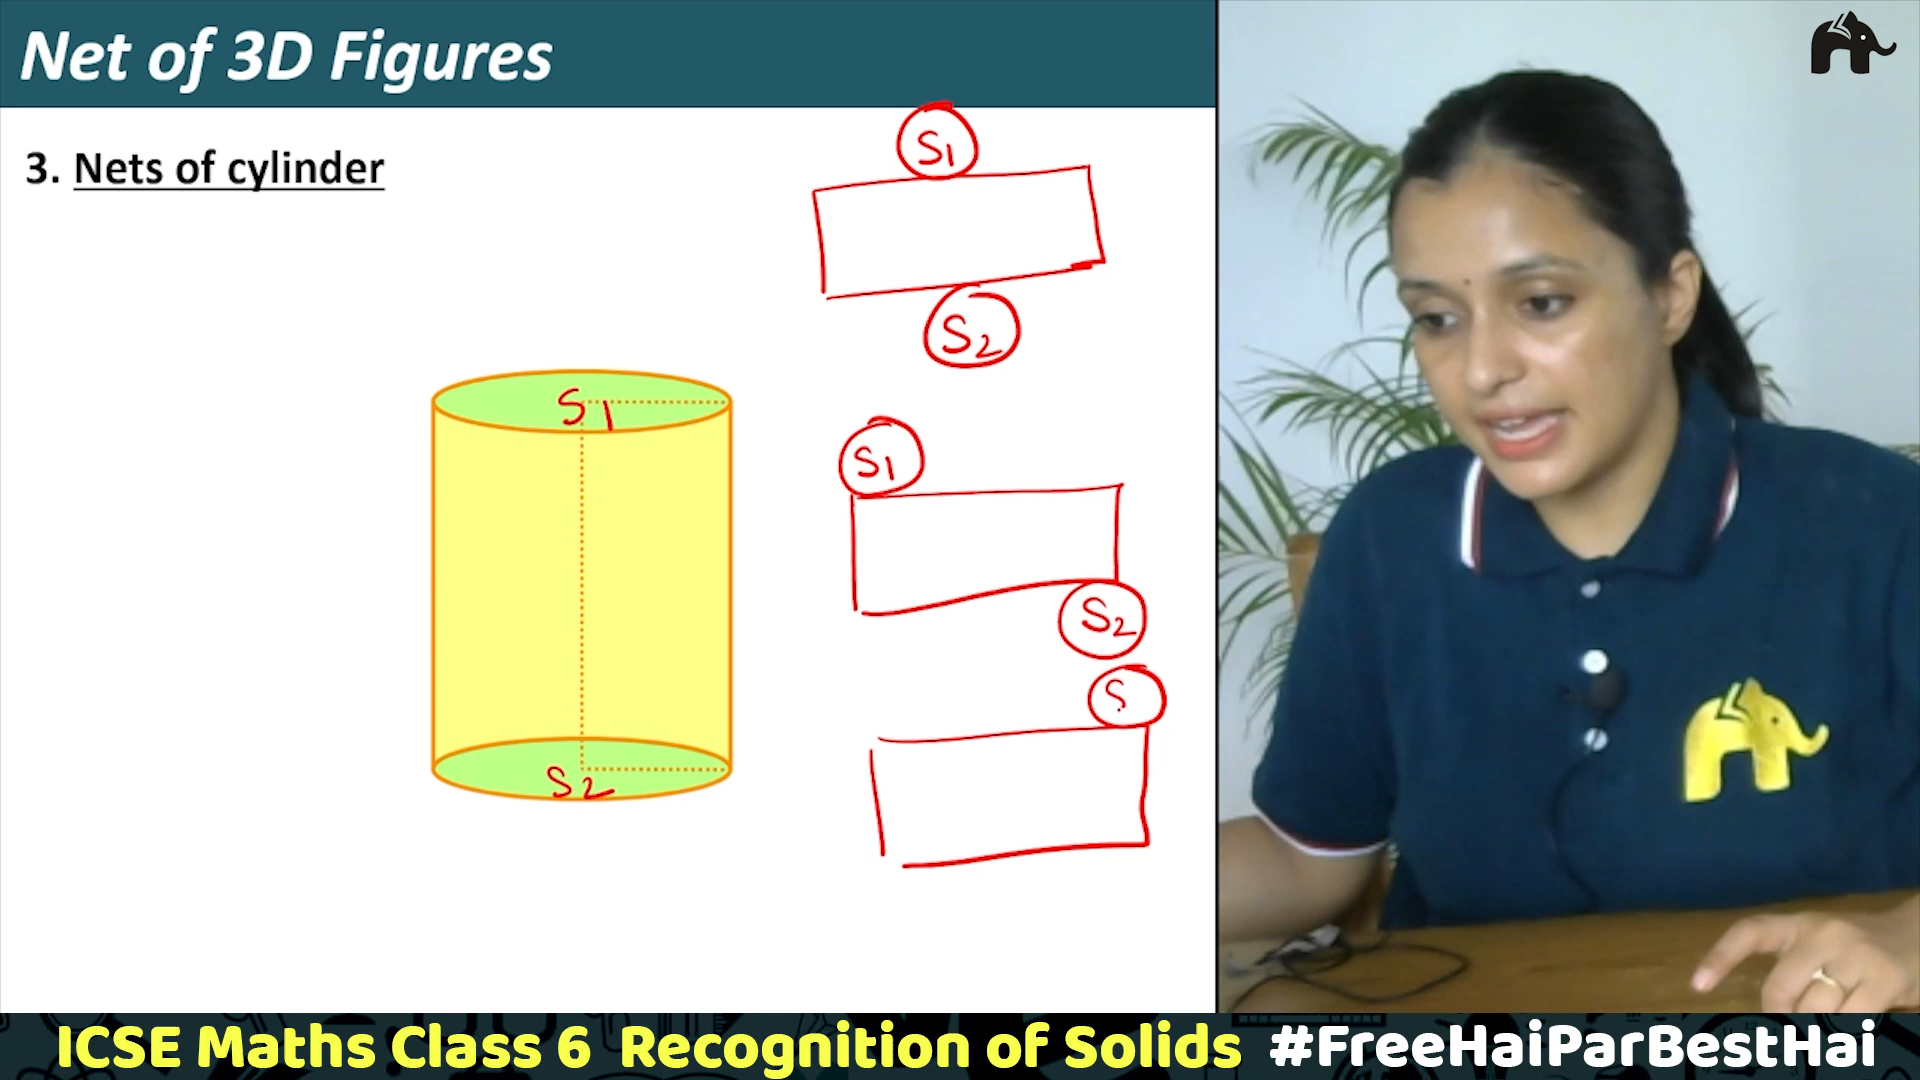 Net of 3D Figures
3. Nets of cylinder
S1
S2
S1
S2
S1
S2
S
ICSE Maths Class 6 Recognition of Solids #FreeHaiParBestHai